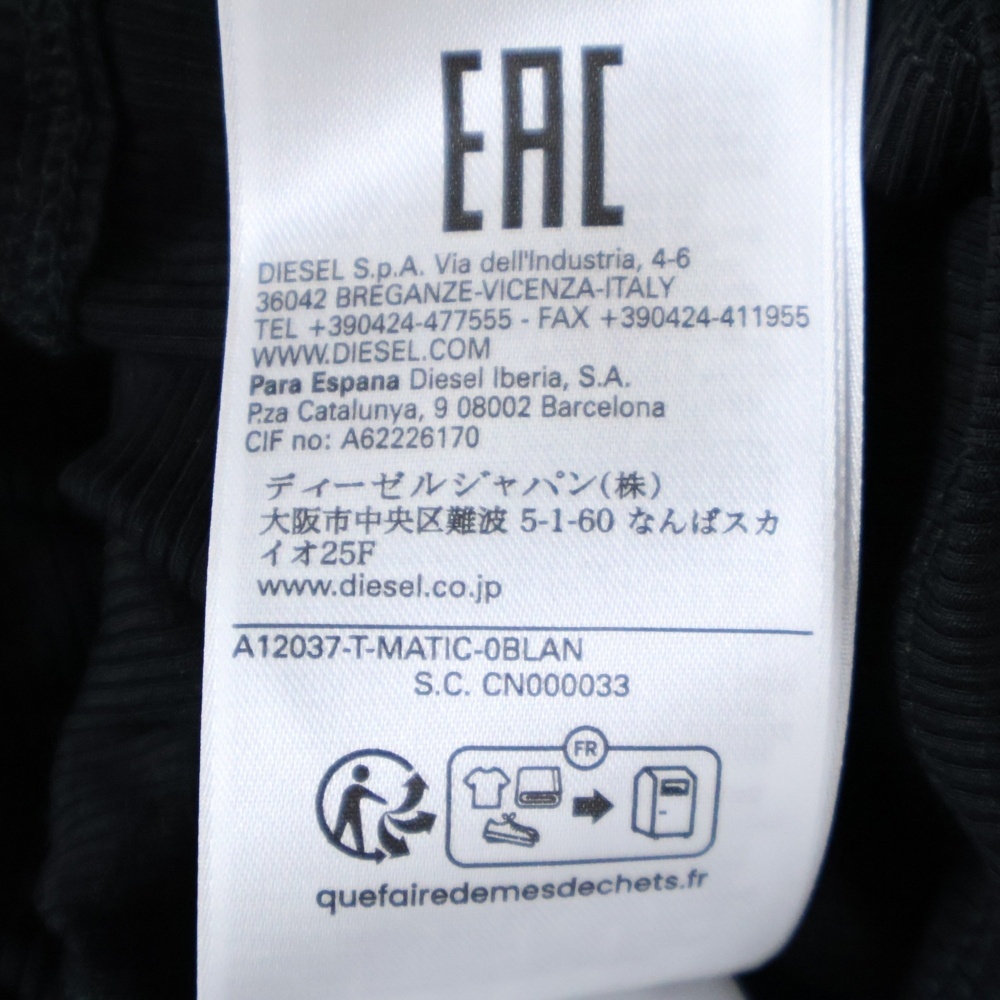 EAC
DIESEL S.p.A. Via dell'Industria, 4-6
36042 BREGANZE-VICENZA-ITALY
TEL +390424-477555 - FAX +390424-411955
WWW.DIESEL.COM
Para Espana Diesel Iberia, S.A.
P.za Catalunya, 9 08002 Barcelona
CIF no: A62226170
ディーゼルジャパン(株)
大阪市中央区難波 5-1-60 なんばスカ
イオ25F
www.diesel.co.jp
A12037-T-MATIC-0BLAN
S.C. CN000033
FR
quefairedemesdechets.fr